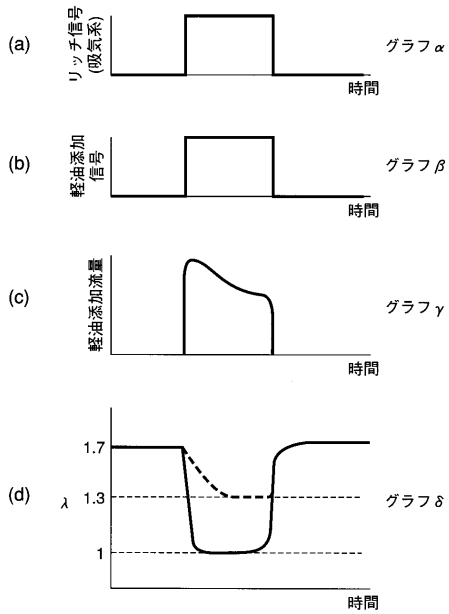 (a)
リッチ信号
(吸気系)
グラフα
時間
(b)
軽油添加
信号
グラフβ
時間
(c)
軽油添加流量
グラフγ
時間
(d)
λ
1.7
1.3
1
グラフδ
時間